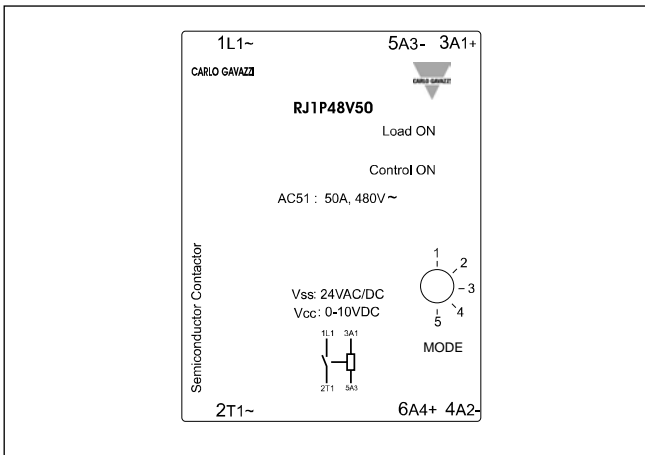 1L1~ 5A3- 3A1+
CARLO GAVAZZI
CARLO GAVAZZI
RJ1P48V50
Load ON
Control ON
AC51 : 50A, 480V~
Semiconductor Contactor
1
2
3
4
5
MODE
Vss: 24VAC/DC
Vcc: 0-10VDC
1L1 3A1
2T1 5A3
2T1~ 6A4+ 4A2-